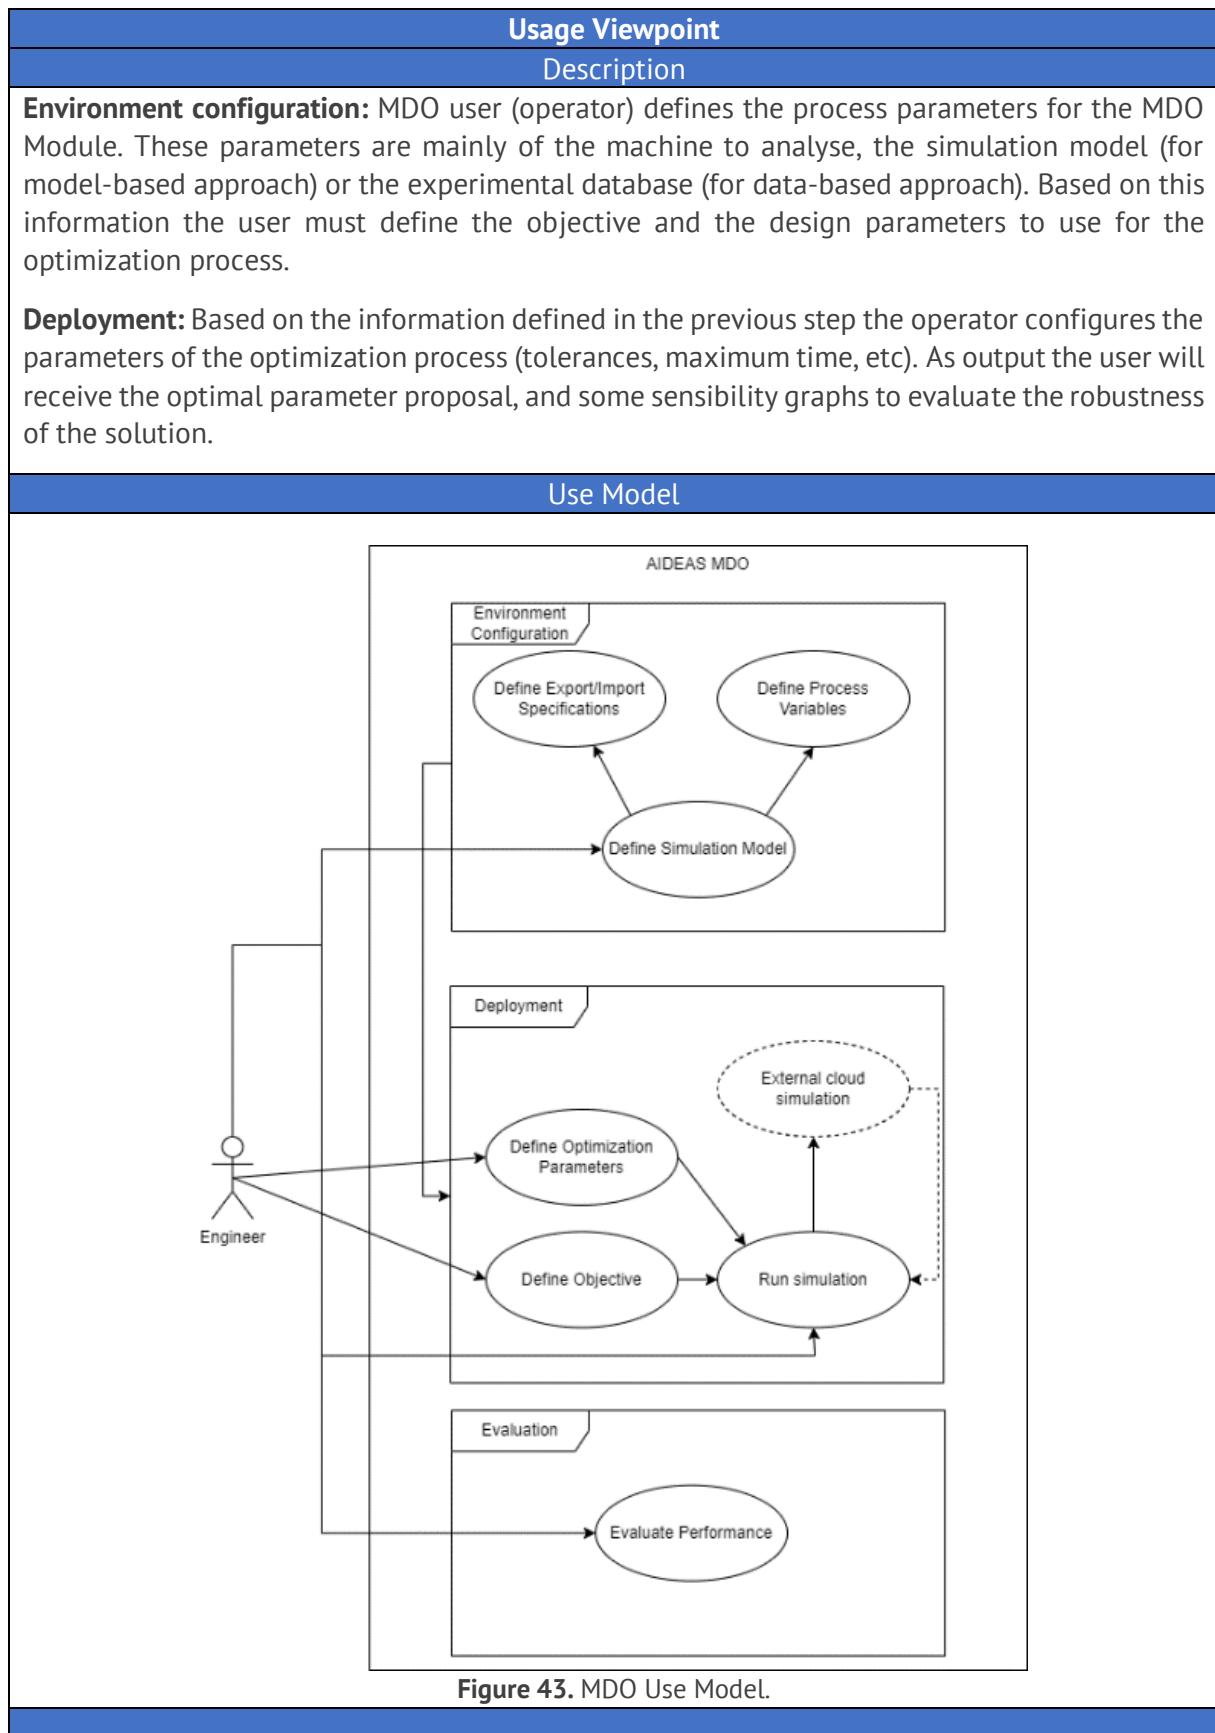 Usage Viewpoint
Description
Environment configuration: MDO user (operator) defines the process parameters for the MDO
Module. These parameters are mainly of the machine to analyse, the simulation model (for
model-based approach) or the experimental database (for data-based approach). Based on this
information the user must define the objective and the design parameters to use for the
optimization process.
Deployment: Based on the information defined in the previous step the operator configures the
parameters of the optimization process (tolerances, maximum time, etc). As output the user will
receive the optimal parameter proposal, and some sensibility graphs to evaluate the robustness
of the solution.
Use Model
AIDEAS MDO
Environment
Configuration
Define Export/Import
Specifications
Define Process
Variables
Define Simulation Model
Deployment
External cloud
simulation
Define Optimization
Parameters
Engineer
Define Objective
Run simulation
Evaluation
Evaluate Performance
Figure 43. MDO Use Model.